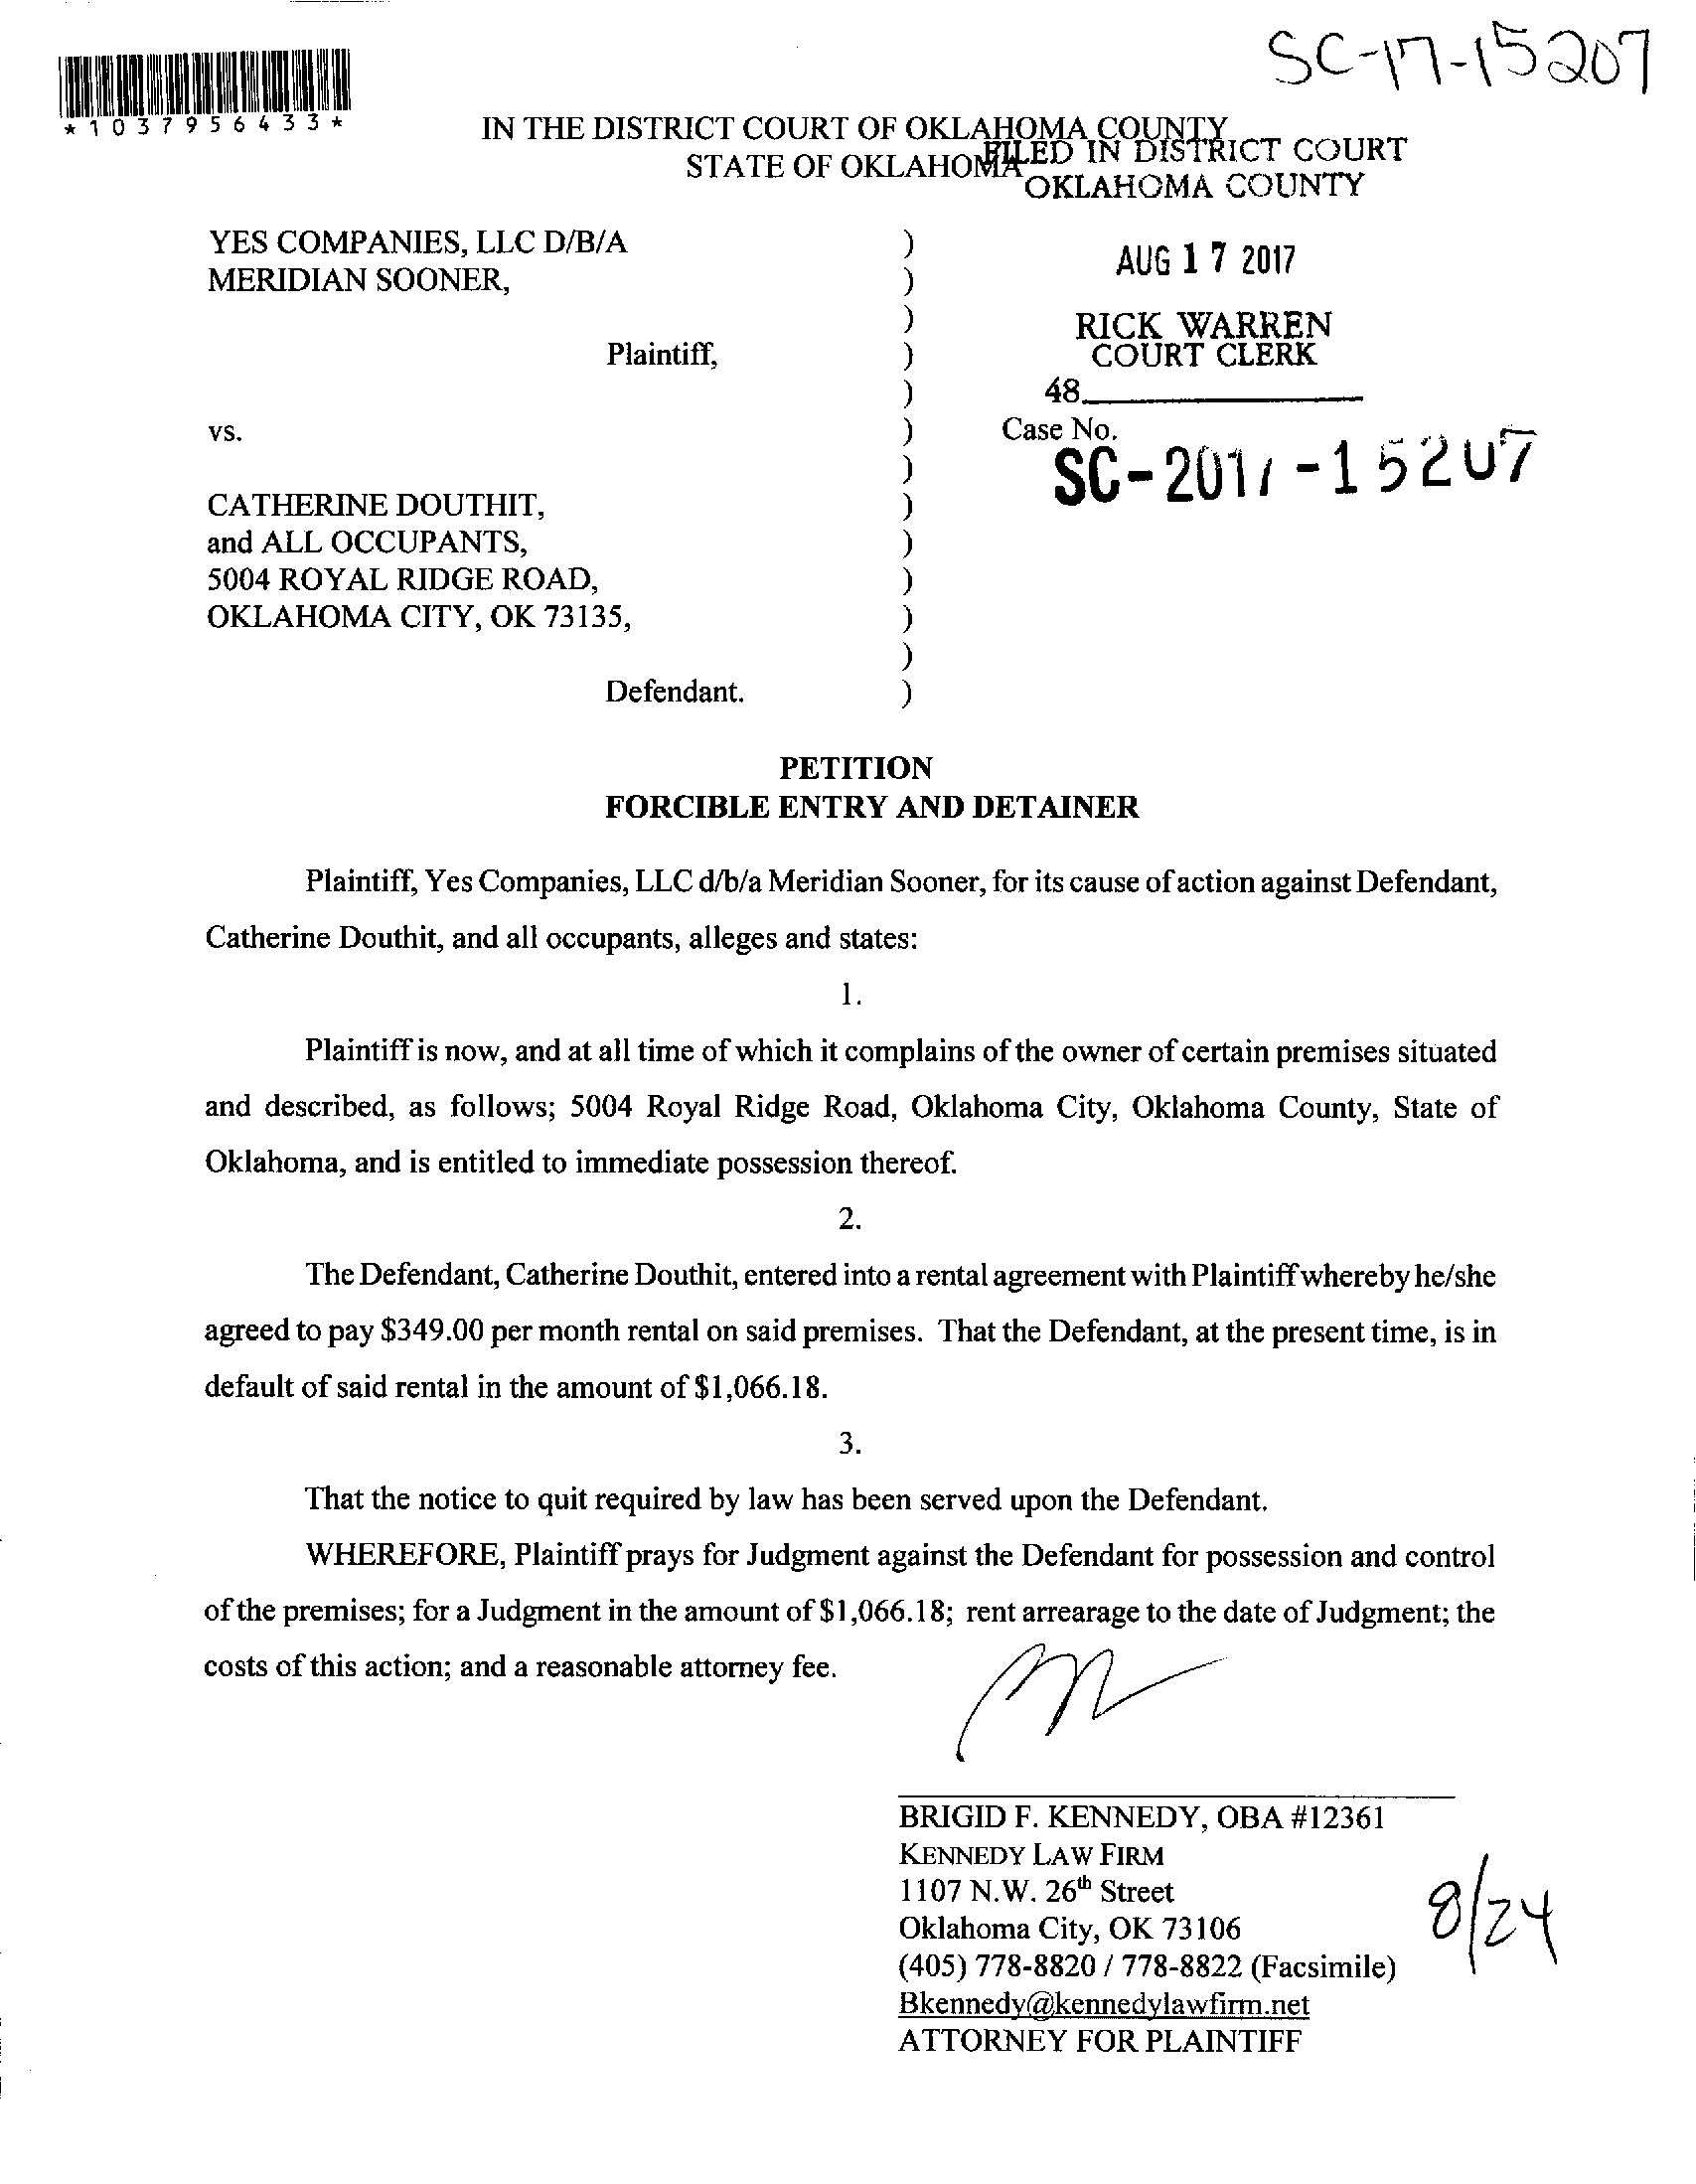 SC-17-15207
*1037956433*
IN THE DISTRICT COURT OF OKLAHOMA COUNTY
STATE OF OKLAHOMA
FILED IN DISTRICT COURT
OKLAHOMA COUNTY
YES COMPANIES, LLC D/B/A )
MERIDIAN SOONER, )
AUG 17 2017
)
RICK WARREN
Plaintiff, )
COURT CLERK
)
48.
vs. )
Case No.
SC-2017-15207
)
CATHERINE DOUTHIT, )
and ALL OCCUPANTS, )
5004 ROYAL RIDGE ROAD, )
OKLAHOMA CITY, OK 73135, )
)
Defendant. )
PETITION
FORCIBLE ENTRY AND DETAINER
Plaintiff, Yes Companies, LLC d/b/a Meridian Sooner, for its cause of action against Defendant,
Catherine Douthit, and all occupants, alleges and states:
1.
Plaintiff is now, and at all time of which it complains of the owner of certain premises situated
and described, as follows; 5004 Royal Ridge Road, Oklahoma City, Oklahoma County, State of
Oklahoma, and is entitled to immediate possession thereof.
2.
The Defendant, Catherine Douthit, entered into a rental agreement with Plaintiff whereby he/she
agreed to pay $349.00 per month rental on said premises. That the Defendant, at the present time, is in
default of said rental in the amount of $1,066.18.
3.
That the notice to quit required by law has been served upon the Defendant.
WHEREFORE, Plaintiff prays for Judgment against the Defendant for possession and control
of the premises; for a Judgment in the amount of $1,066.18; rent arrearage to the date of Judgment; the
costs of this action; and a reasonable attorney fee.
BRIGID F. KENNEDY, OBA #12361
KENNEDY LAW FIRM
1107 N.W. 26th Street
Oklahoma City, OK 73106
(405) 778-8820 / 778-8822 (Facsimile)
Bkennedy@kennedylawfirm.net
ATTORNEY FOR PLAINTIFF
8/24